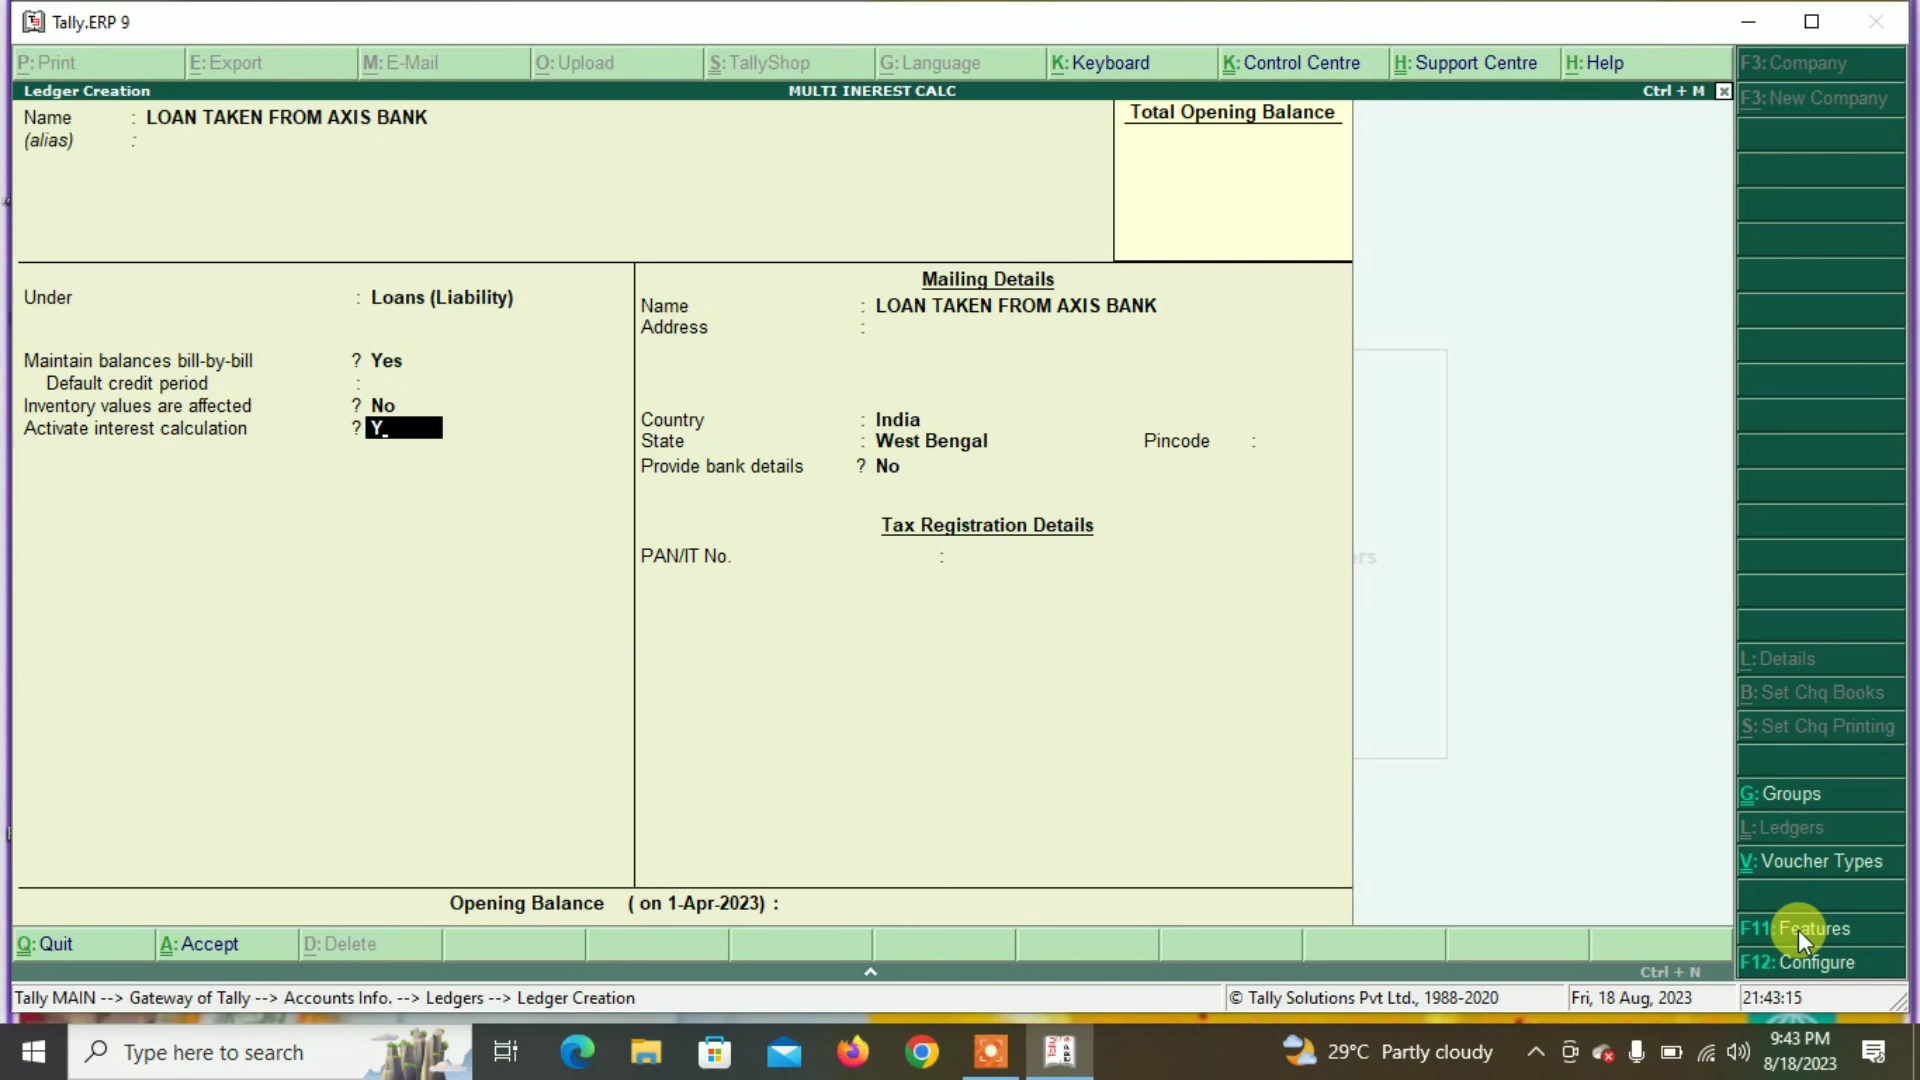 Tally.ERP 9
P: Print E: Export M: E-Mail O: Upload S: TallyShop G: Language K: Keyboard K: Control Centre H: Support Centre H: Help
Ledger Creation MULTI INEREST CALC Ctrl + M
Name : LOAN TAKEN FROM AXIS BANK
(alias) :
Total Opening Balance
Under : Loans (Liability)
Maintain balances bill-by-bill ? Yes
Default credit period :
Inventory values are affected ? No
Activate interest calculation ? Y
Mailing Details
Name : LOAN TAKEN FROM AXIS BANK
Address :
Country : India
State : West Bengal Pincode :
Provide bank details ? No
Tax Registration Details
PAN/IT No. :
Opening Balance ( on 1-Apr-2023) :
F3: Company
F3: New Company
L: Details
B: Set Chq Books
S: Set Chq Printing
G: Groups
L: Ledgers
V: Voucher Types
F11: Features
F12: Configure
Q: Quit A: Accept D: Delete
Ctrl + N
Tally MAIN --> Gateway of Tally --> Accounts Info. --> Ledgers --> Ledger Creation © Tally Solutions Pvt Ltd., 1988-2020 Fri, 18 Aug, 2023 21:43:15
Type here to search 29°C Partly cloudy 9:43 PM
8/18/2023